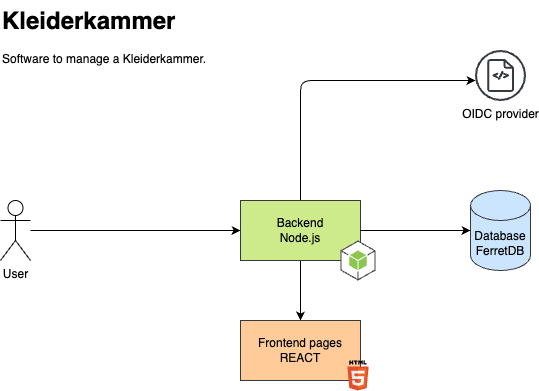 Kleiderkammer
Software to manage a Kleiderkammer.
OIDC provider
Backend
Node.js
Database
FerretDB
User
Frontend pages
REACT
HTML
5